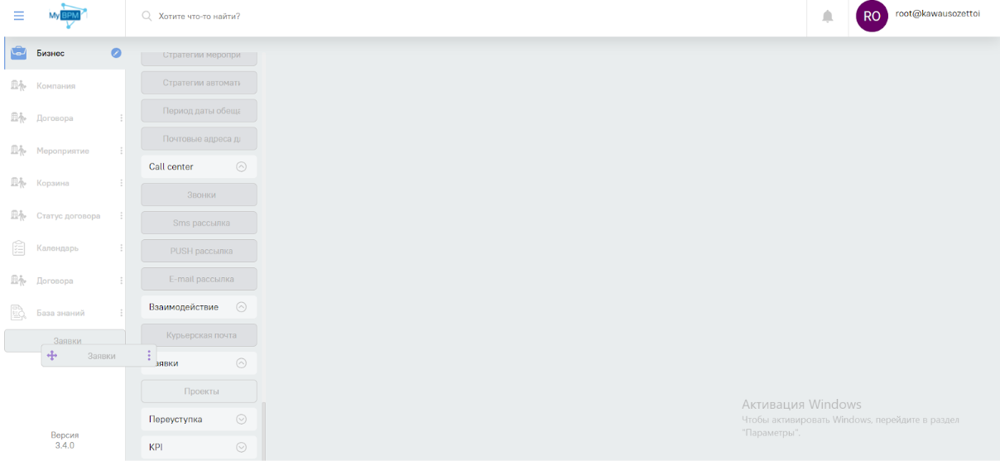 MyBPM
Хотите что-то найти?
RO
root@kawausozettoi
Бизнес
Компания
Договора
Мероприятие
Корзина
Статус договора
Календарь
Договора
База знаний
Заявки
Заявки
Версия
3.4.0
Стратегии меропри
Стратегии автомать
Период даты обеща
Почтовые адреса д
Call center
Звонки
Sms рассылка
PUSH рассылка
E-mail рассылка
Взаимодействие
Курьерская почта
аявки
Проекты
Переуступка
KPI
Активация Windows
Чтобы активировать Windows, перейдите в раздел
"Параметры".